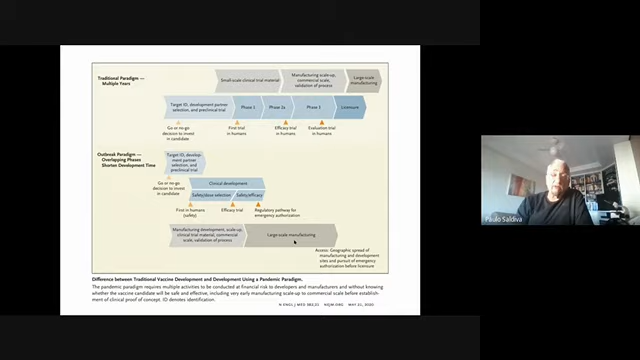 Traditional Paradigm —
Multiple Years
Small-scale clinical trial material
Manufacturing scale-up,
commercial scale,
validation of process
Large-scale
manufacturing
Target ID, development partner
selection, and preclinical trial
Phase 1
Phase 2a
Phase 3
Licensure
Go or no-go
decision to invest
in candidate
First trial
in humans
Efficacy trial
in humans
Evaluation trial
in humans
Outbreak Paradigm —
Overlapping Phases
Shorten Development Time
Target ID, develop-
ment partner
selection, and
preclinical trial
Go or no-go
decision to invest
in candidate
Clinical development
Safety/dose selection
Safety/efficacy
First in humans
(safety)
Efficacy trial
Regulatory pathway for
emergency authorization
Manufacturing development, scale-up,
clinical trial material, commercial
scale, validation of process
Large-scale manufacturing
Access: Geographic spread of
manufacturing and development
sites and pursuit of emergency
authorization before licensure
Difference between Traditional Vaccine Development and Development Using a Pandemic Paradigm.
The pandemic paradigm requires multiple activities to be conducted at financial risk to developers and manufacturers and without knowing
whether the vaccine candidate will be safe and effective, including very early manufacturing scale-up to commercial scale before establish-
ment of clinical proof of concept. ID denotes identification.
N ENGL J MED 382;21 NEJM.ORG MAY 21, 2020
Paulo Saldiva